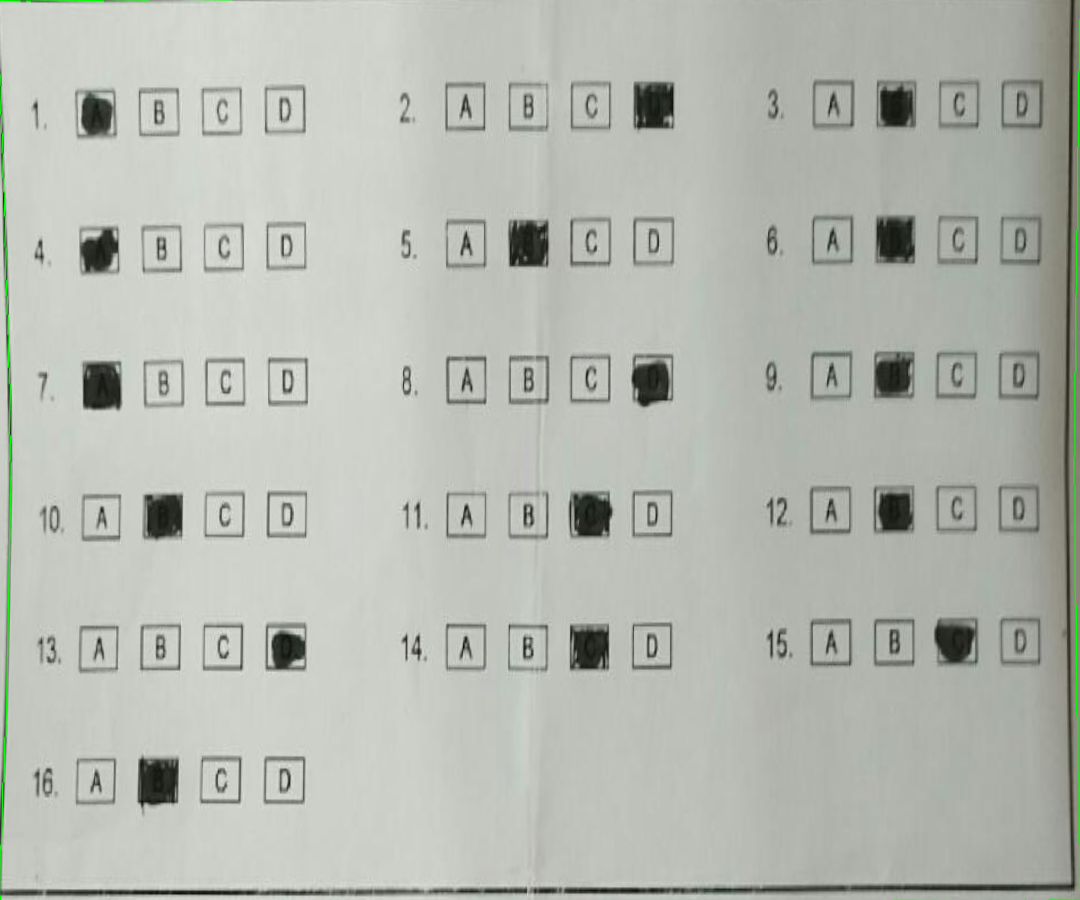 1. A B C D 2. A B C D 3. A B C D
4. A B C D 5. A B C D 6. A B C D
7. A B C D 8. A B C D 9. A B C D
10. A B C D 11. A B C D 12. A B C D
13. A B C D 14. A B C D 15. A B C D
16. A B C D